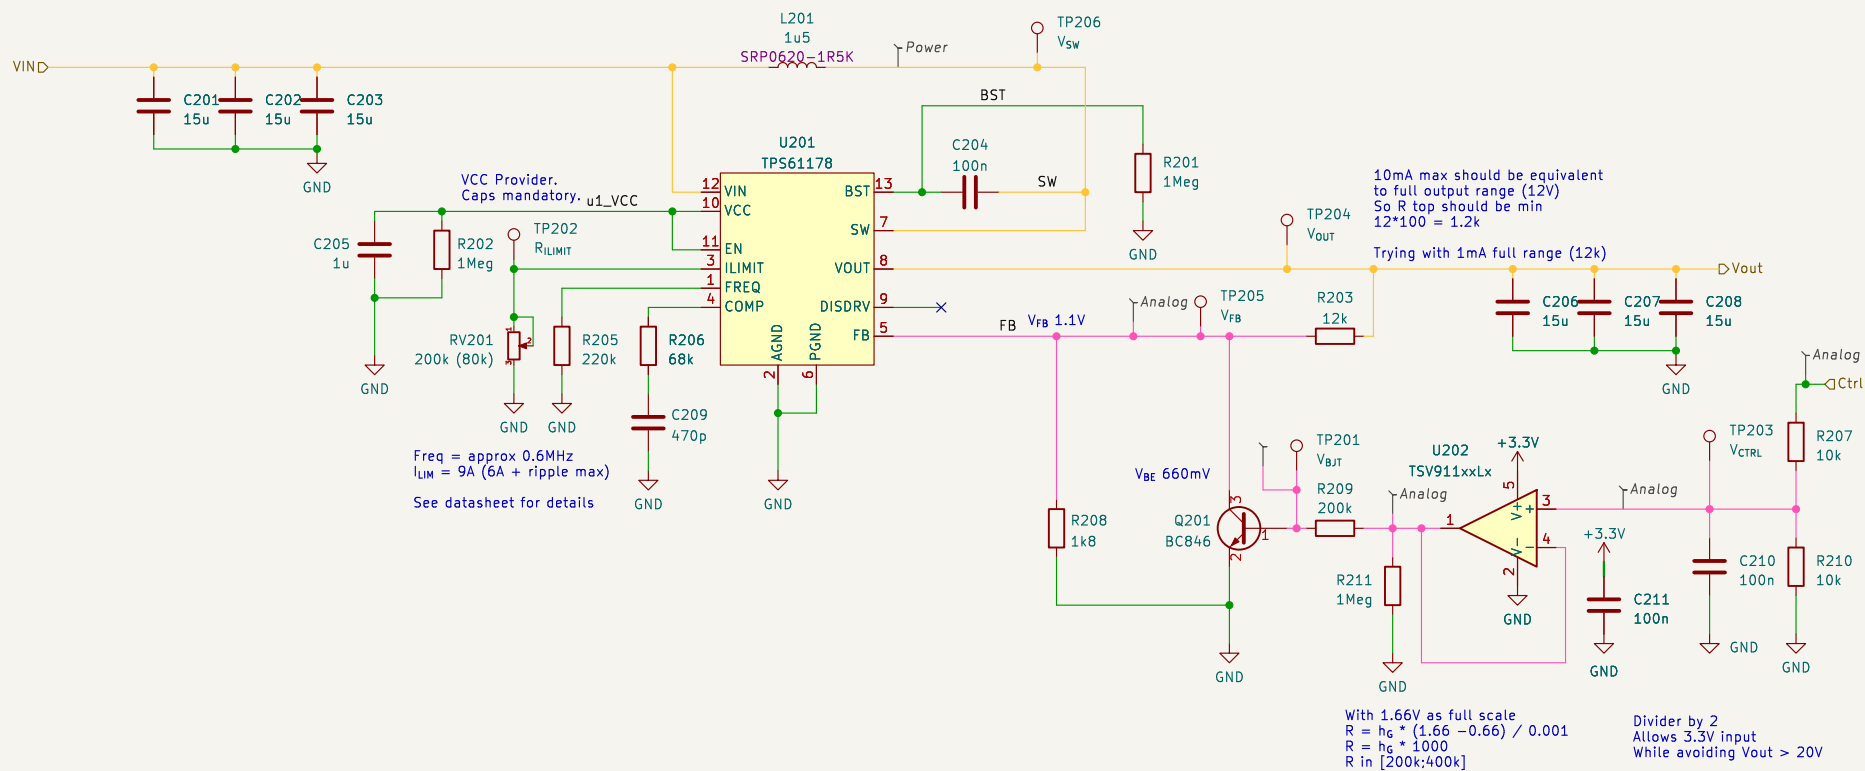 VIN
C201
15u
C202
15u
C203
15u
GND
L201
1u5
SRP0620-1R5K
Power
TP206
VSW
BST
C204
100n
SW
R201
1Meg
GND
U201
TPS61178
12 VIN
10 VCC
11 EN
3 ILIMIT
1 FREQ
4 COMP
BST 13
SW 7
VOUT 8
DISDRV 9
FB 5
AGND
PGND
2
6
GND
VCC Provider.
Caps mandatory.
u1_VCC
C205
1u
R202
1Meg
GND
TP202
RILIMIT
RV201
200k (80k)
1
2
3
GND
R205
220k
GND
R206
68k
C209
470p
GND
Freq = approx 0.6MHz
ILIM = 9A (6A + ripple max)
See datasheet for details
10mA max should be equivalent
to full output range (12V)
So R top should be min
12*100 = 1.2k
Trying with 1mA full range (12k)
TP204
VOUT
Vout
C206
15u
C207
15u
C208
15u
GND
FB
VFB 1.1V
Analog
TP205
VFB
R203
12k
R208
1k8
VBE 660mV
Q201
BC846
3
1
2
GND
TP201
VBJT
R209
200k
Analog
R211
1Meg
GND
U202
TSV911xxLx
+3.3V
5
V+
+
3
1
V-
-
4
2
GND
+3.3V
C211
100n
GND
Analog
TP203
VCTRL
C210
100n
GND
Analog
Ctrl
R207
10k
R210
10k
GND
With 1.66V as full scale
R = hG * (1.66 -0.66) / 0.001
R = hG * 1000
R in [200k;400k]
Divider by 2
Allows 3.3V input
While avoiding Vout > 20V